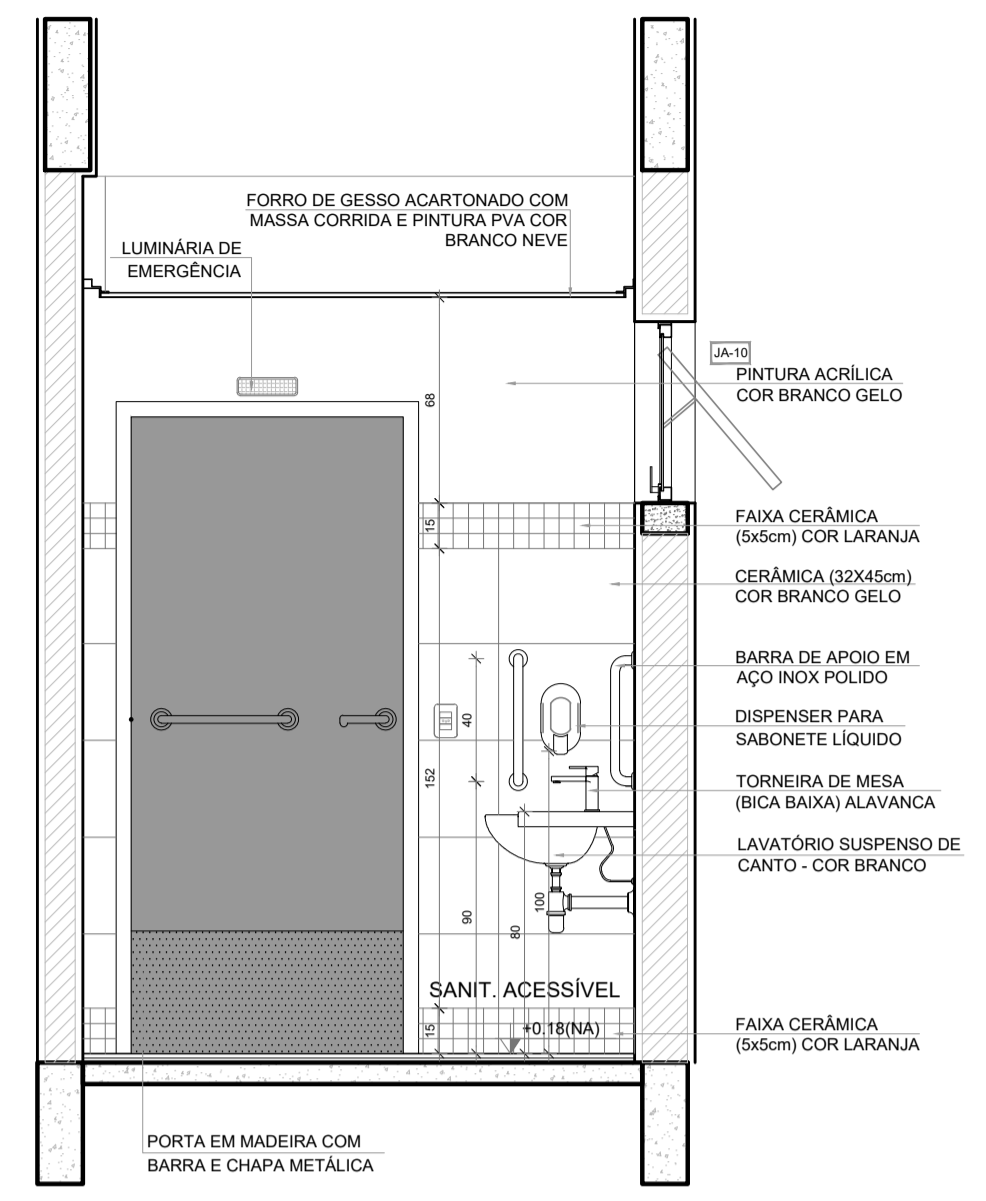 FORRO DE GESSO ACARTONADO COM
MASSA CORRIDA E PINTURA PVA COR
BRANCO NEVE
LUMINÁRIA DE
EMERGÊNCIA
JA-10
PINTURA ACRÍLICA
COR BRANCO GELO
68
15
FAIXA CERÂMICA
(5x5cm) COR LARANJA
CERÂMICA (32X45cm)
COR BRANCO GELO
BARRA DE APOIO EM
AÇO INOX POLIDO
40
DISPENSER PARA
SABONETE LÍQUIDO
152
TORNEIRA DE MESA
(BICA BAIXA) ALAVANCA
LAVATÓRIO SUSPENSO DE
CANTO - COR BRANCO
90
80
100
SANIT. ACESSÍVEL
15
+0.18(NA)
FAIXA CERÂMICA
(5x5cm) COR LARANJA
PORTA EM MADEIRA COM
BARRA E CHAPA METÁLICA